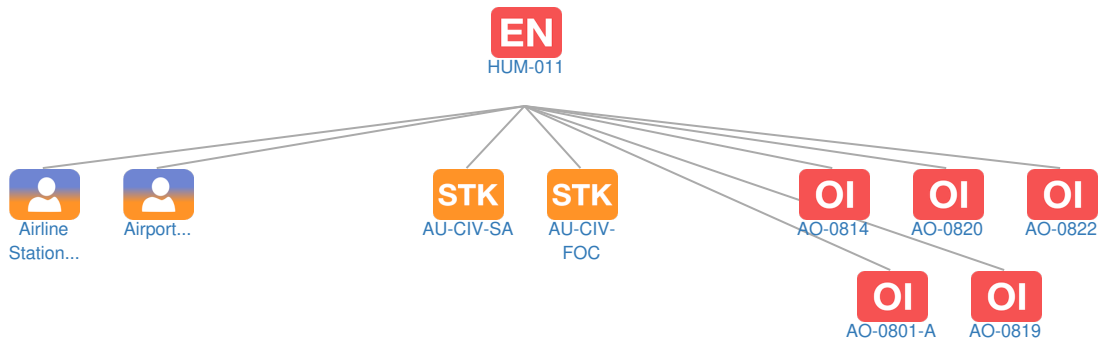 EN
HUM-011
STK STK OI OI OI
Airline Airport... AU-CIV-SA AU-CIV- AO-0814 AO-0820 AO-0822
Station... FOC
OI OI
AO-0801-A AO-0819